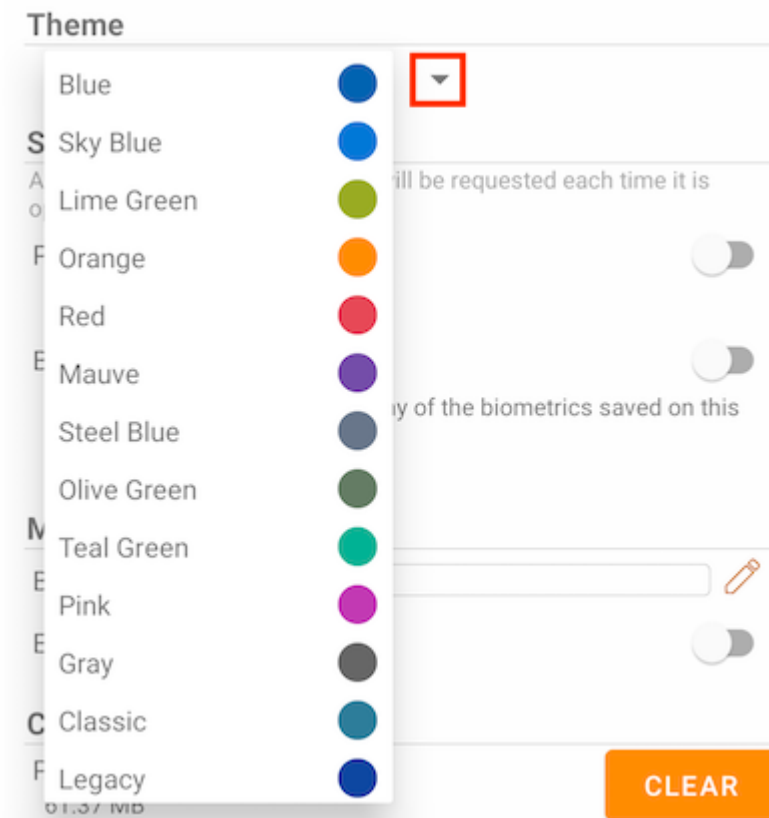 Theme
Blue
Sky Blue
S
A ill be requested each time it is
Lime Green
Orange
Red
Mauve
y of the biometrics saved on this
Steel Blue
Olive Green
M
Teal Green
Pink
Gray
Classic
C
Legacy
CLEAR
61.37 MB